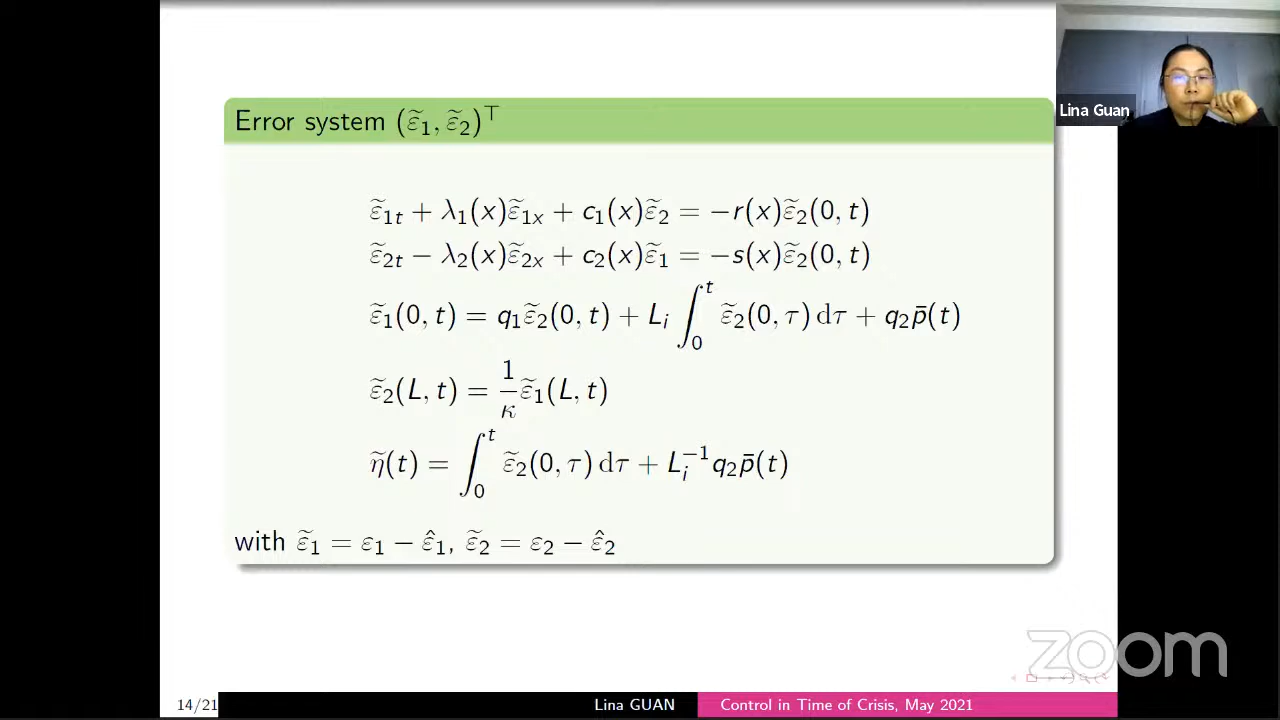 Error system (ε̃₁, ε̃₂)ᵀ
ε̃₁ₜ + λ₁(x)ε̃₁ₓ + c₁(x)ε̃₂ = −r(x)ε̃₂(0, t)
ε̃₂ₜ − λ₂(x)ε̃₂ₓ + c₂(x)ε̃₁ = −s(x)ε̃₂(0, t)
ε̃₁(0, t) = q₁ε̃₂(0, t) + Lᵢ ∫₀ᵗ ε̃₂(0, τ) dτ + q₂p̄(t)
ε̃₂(L, t) = 1/κ ε̃₁(L, t)
η̃(t) = ∫₀ᵗ ε̃₂(0, τ) dτ + Lᵢ⁻¹q₂p̄(t)
with ε̃₁ = ε₁ − ε̂₁, ε̃₂ = ε₂ − ε̂₂
Lina Guan
zoom
14/21
Lina GUAN
Control in Time of Crisis, May 2021